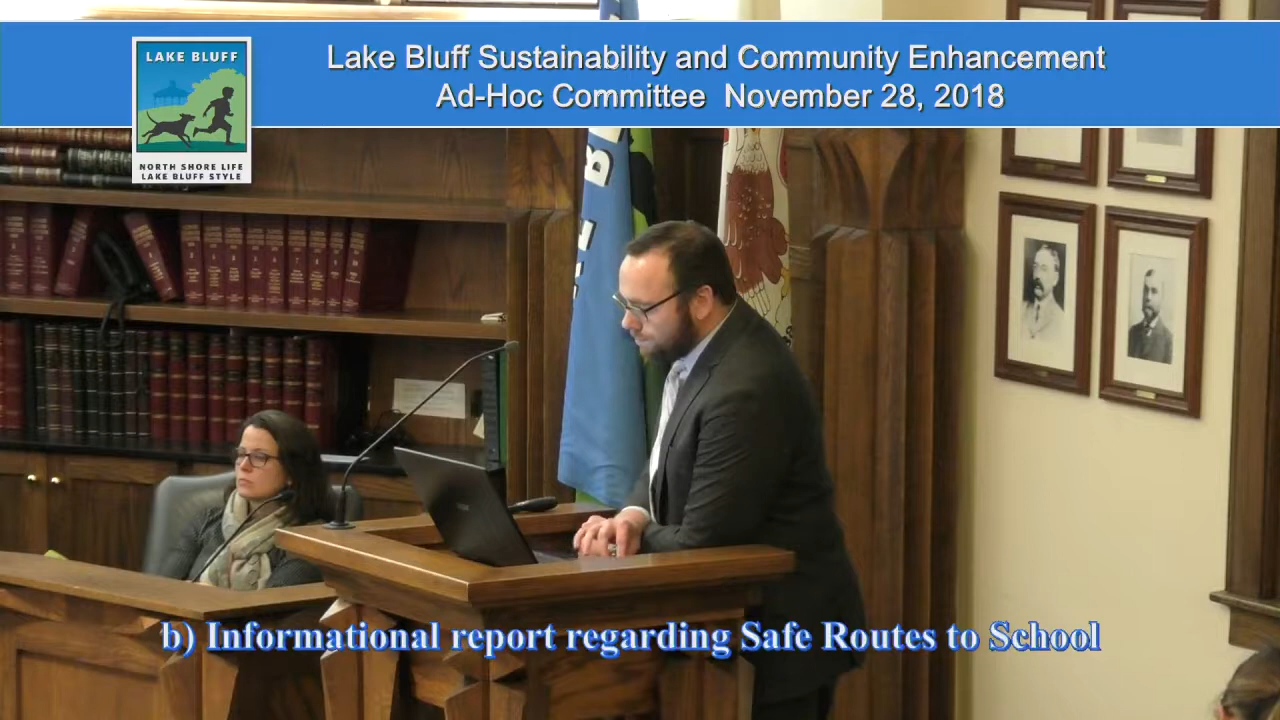 LAKE BLUFF
NORTH SHORE LIFE
LAKE BLUFF STYLE
Lake Bluff Sustainability and Community Enhancement
Ad-Hoc Committee November 28, 2018
b) Informational report regarding Safe Routes to School